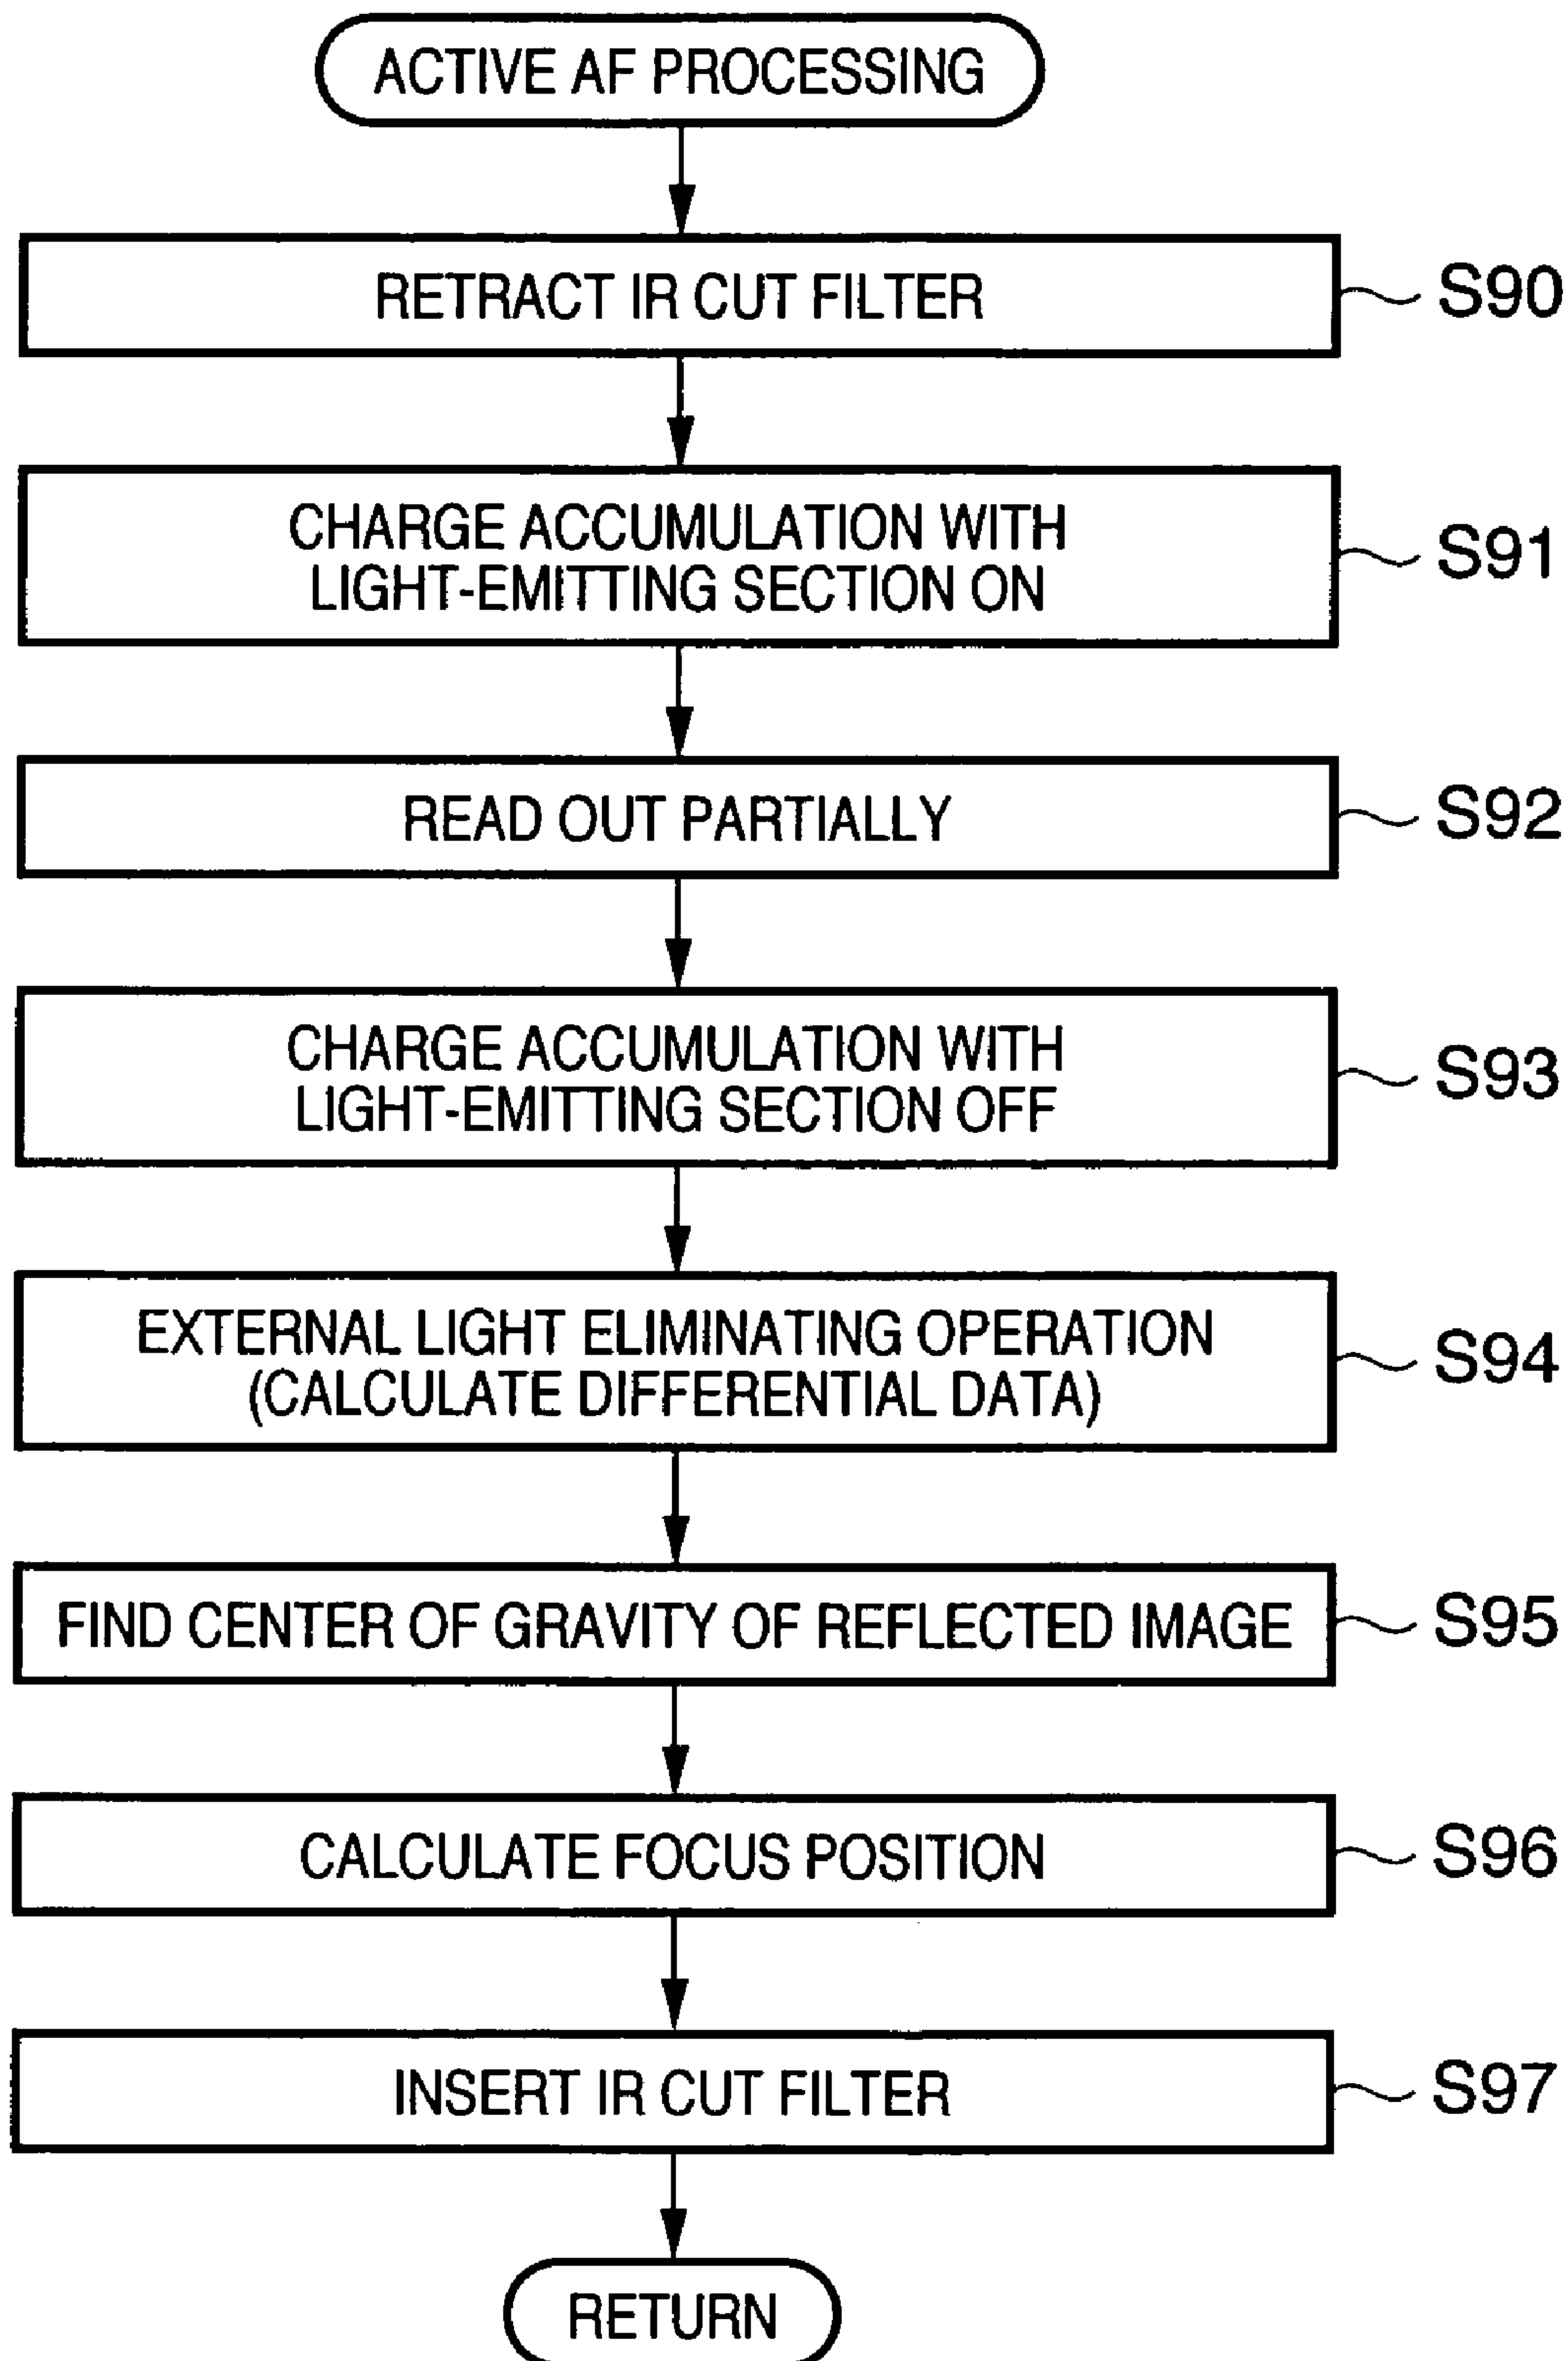 ACTIVE AF PROCESSING
RETRACT IR CUT FILTER
S90
CHARGE ACCUMULATION WITH
LIGHT-EMITTING SECTION ON
S91
READ OUT PARTIALLY
S92
CHARGE ACCUMULATION WITH
LIGHT-EMITTING SECTION OFF
S93
EXTERNAL LIGHT ELIMINATING OPERATION
(CALCULATE DIFFERENTIAL DATA)
S94
FIND CENTER OF GRAVITY OF REFLECTED IMAGE
S95
CALCULATE FOCUS POSITION
S96
INSERT IR CUT FILTER
S97
RETURN